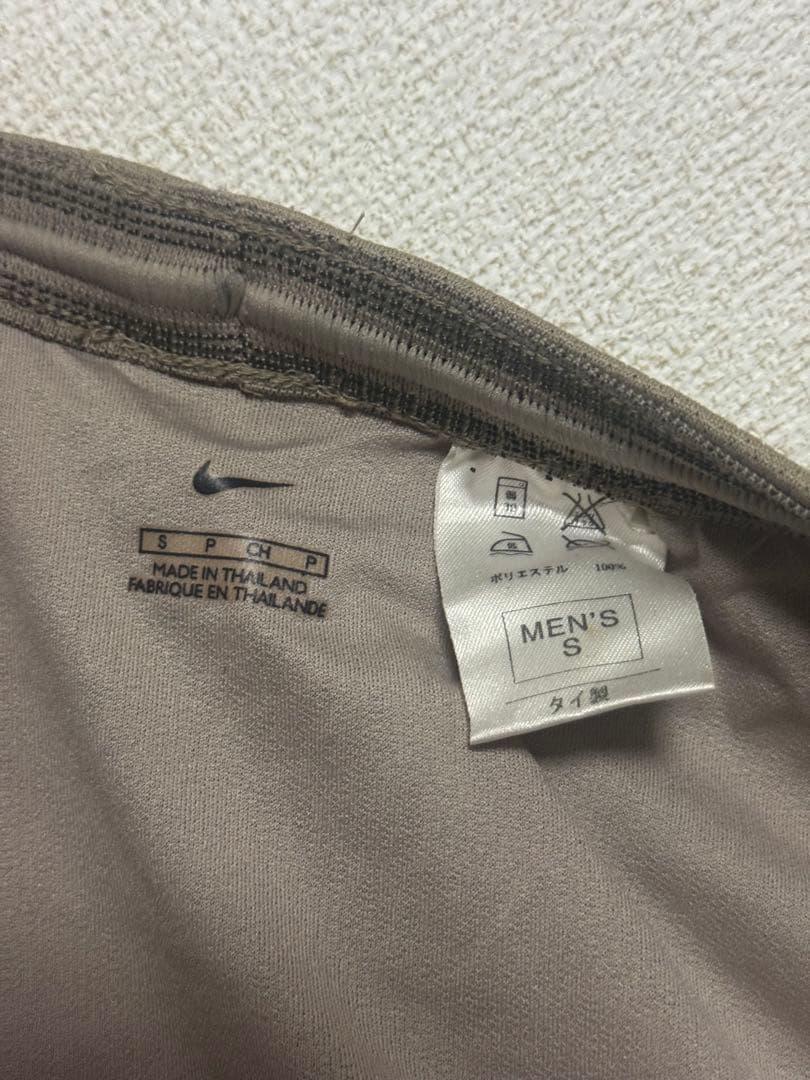 S P CH P
MADE IN THAILAND
FABRIQUE EN THAILANDE
ポリエステル 100%
MEN'S
S
タイ製